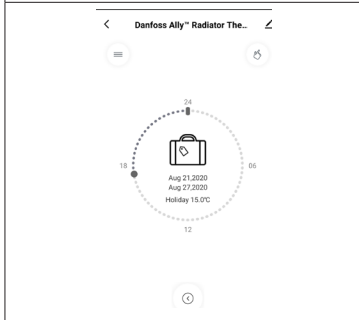 Danfoss Ally™ Radiator The..
24
18
06
Aug 21,2020
Aug 27,2020
Holiday 15.0°C
12